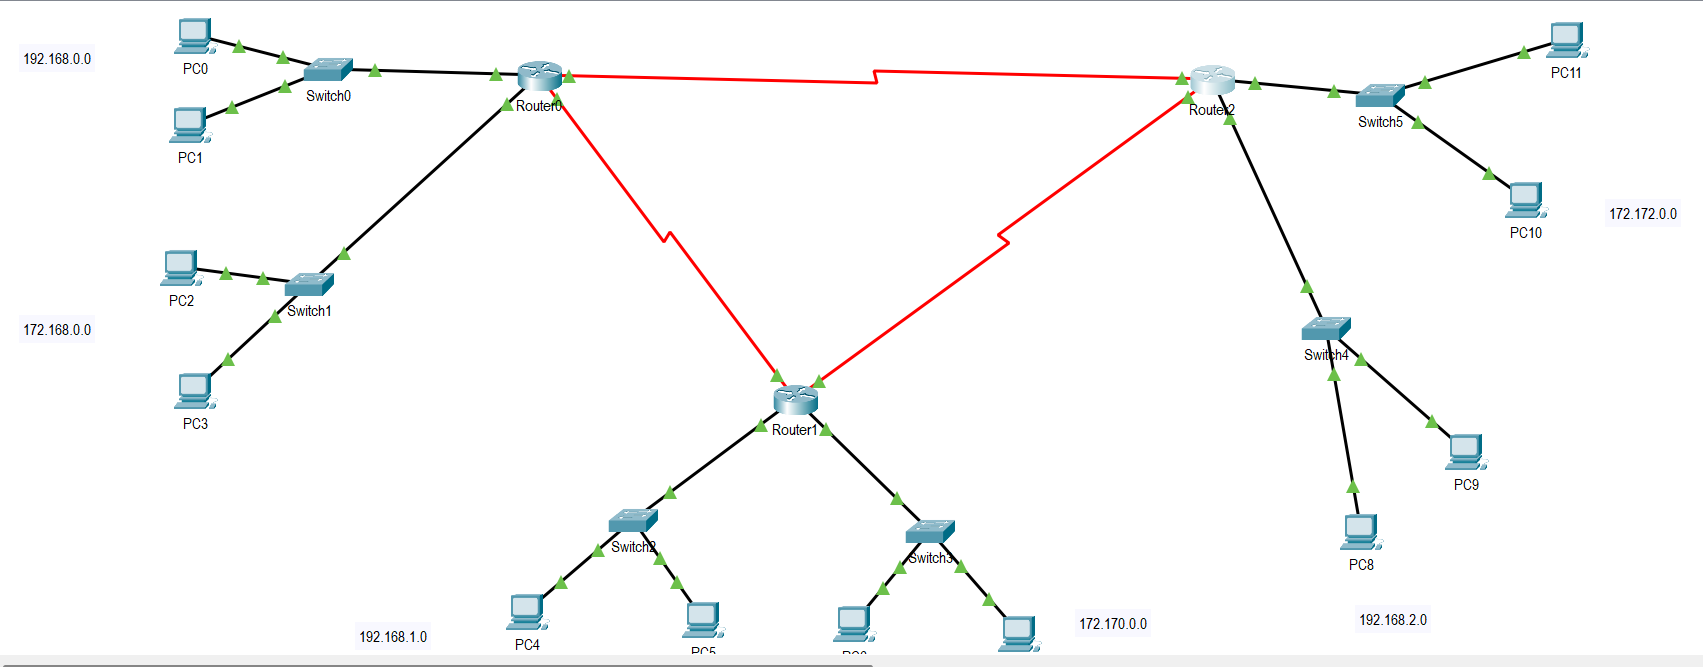 192.168.0.0
PC0
Switch0
PC1
Router0
Router2
Switch5
PC11
PC10
172.172.0.0
PC2
Switch1
172.168.0.0
PC3
Switch4
PC9
PC8
192.168.2.0
Router1
Switch2
Switch3
192.168.1.0
PC4
PC5
172.170.0.0